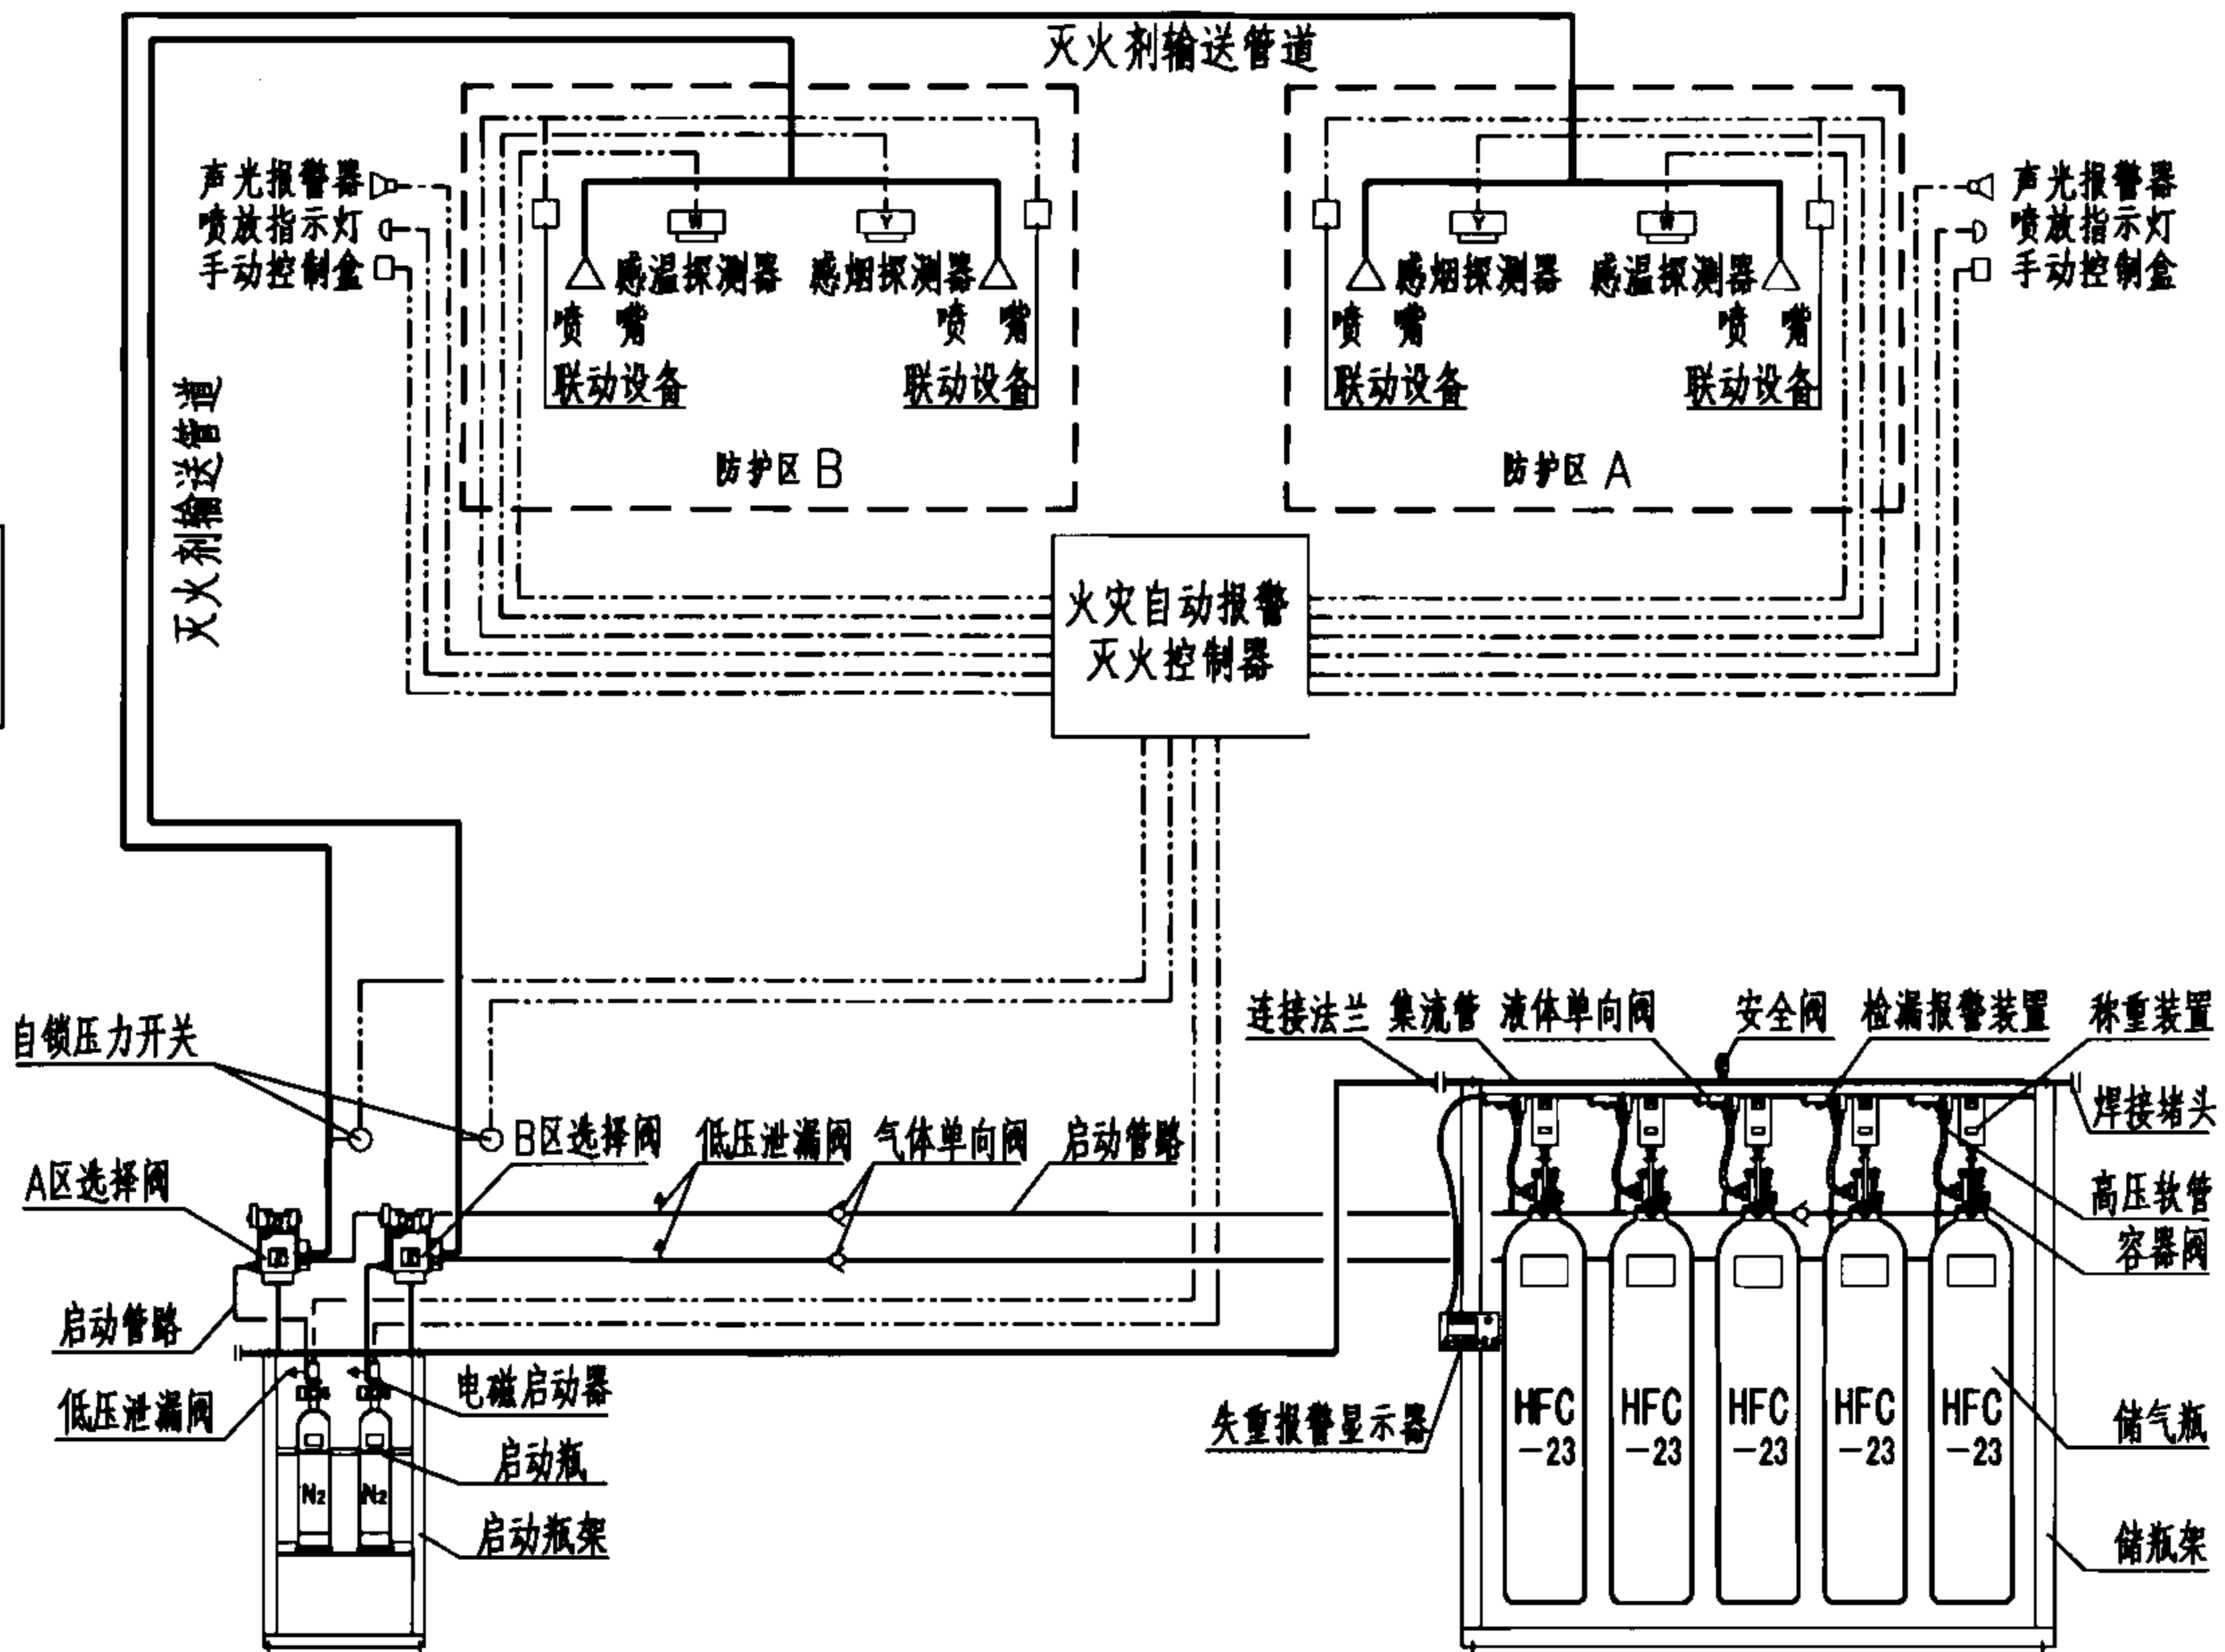 灭火剂输送管道
声光报警器
喷放指示灯
手动控制盒
W
Y
感温探测器
感烟探测器
喷 嘴
喷 嘴
联动设备
联动设备
防护区 B
Y
W
感烟探测器
感温探测器
喷 嘴
喷 嘴
联动设备
联动设备
防护区 A
声光报警器
喷放指示灯
手动控制盒
灭火剂输送管道
火灾自动报警
灭火控制器
自锁压力开关
A区选择阀
B区选择阀
低压泄漏阀
气体单向阀
启动管路
连接法兰
集流管
液体单向阀
安全阀
检漏报警装置
称重装置
焊接堵头
高压软管
容器阀
启动管路
低压泄漏阀
电磁启动器
启动瓶
启动瓶架
N2
N2
失重报警显示器
HFC
-23
HFC
-23
HFC
-23
HFC
-23
HFC
-23
储气瓶
储瓶架